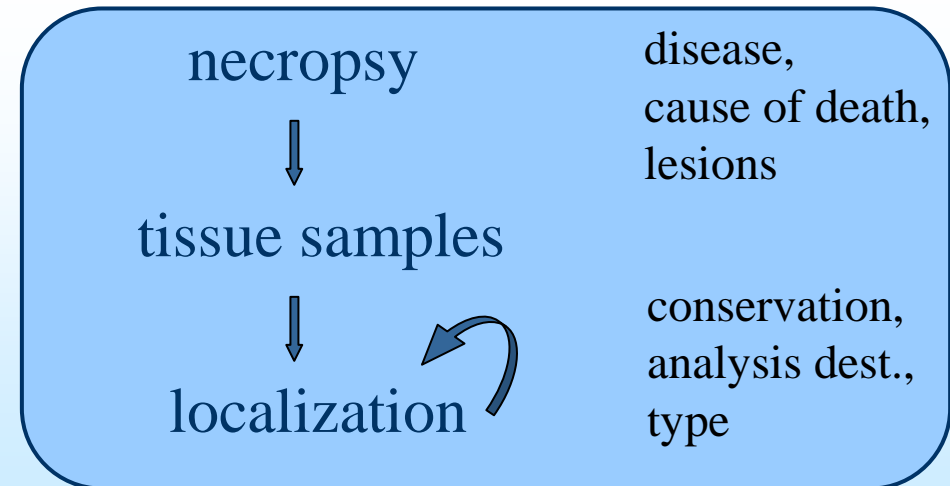 necropsy
disease,
cause of death,
lesions
tissue samples
conservation,
analysis dest.,
type
localization